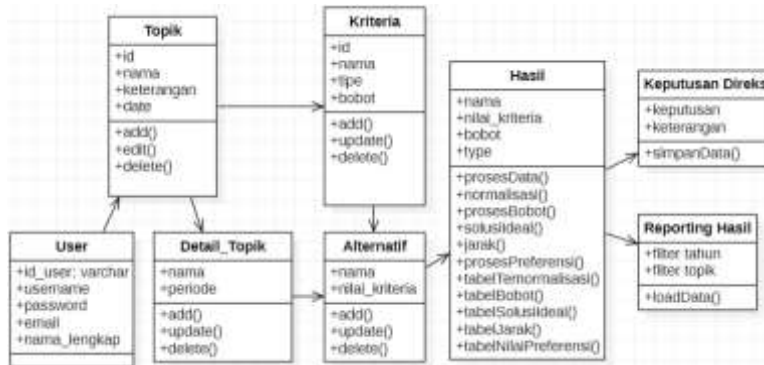 Topik
+id
+nama
+keterangan
+date
+add()
+edit()
+delete()
Kriteria
+id
+nama
+tipe
+bobot
+add()
+update()
+delete()
Hasil
+nama
+nilai_kriteria
+bobot
+type
+prosesData()
+normalisasi()
+prosesBobot()
+solusiIdeal()
+jarak()
+prosesPreferensi()
+tabelTernormalisasi()
+tabelBobot()
+tabelSolusiIdeal()
+tabelJarak()
+tabelNilaiPreferensi()
Keputusan Direks
+keputusan
+keterangan
+simpanData()
User
+id_user: varchar
+username
+password
+email
+nama_lengkap
Detail_Topik
+nama
+periode
+add()
+update()
+delete()
Alternatif
+nama
+nilai_kriteria
+add()
+update()
+delete()
Reporting Hasil
+filter tahun
+filter topik
+loadData()